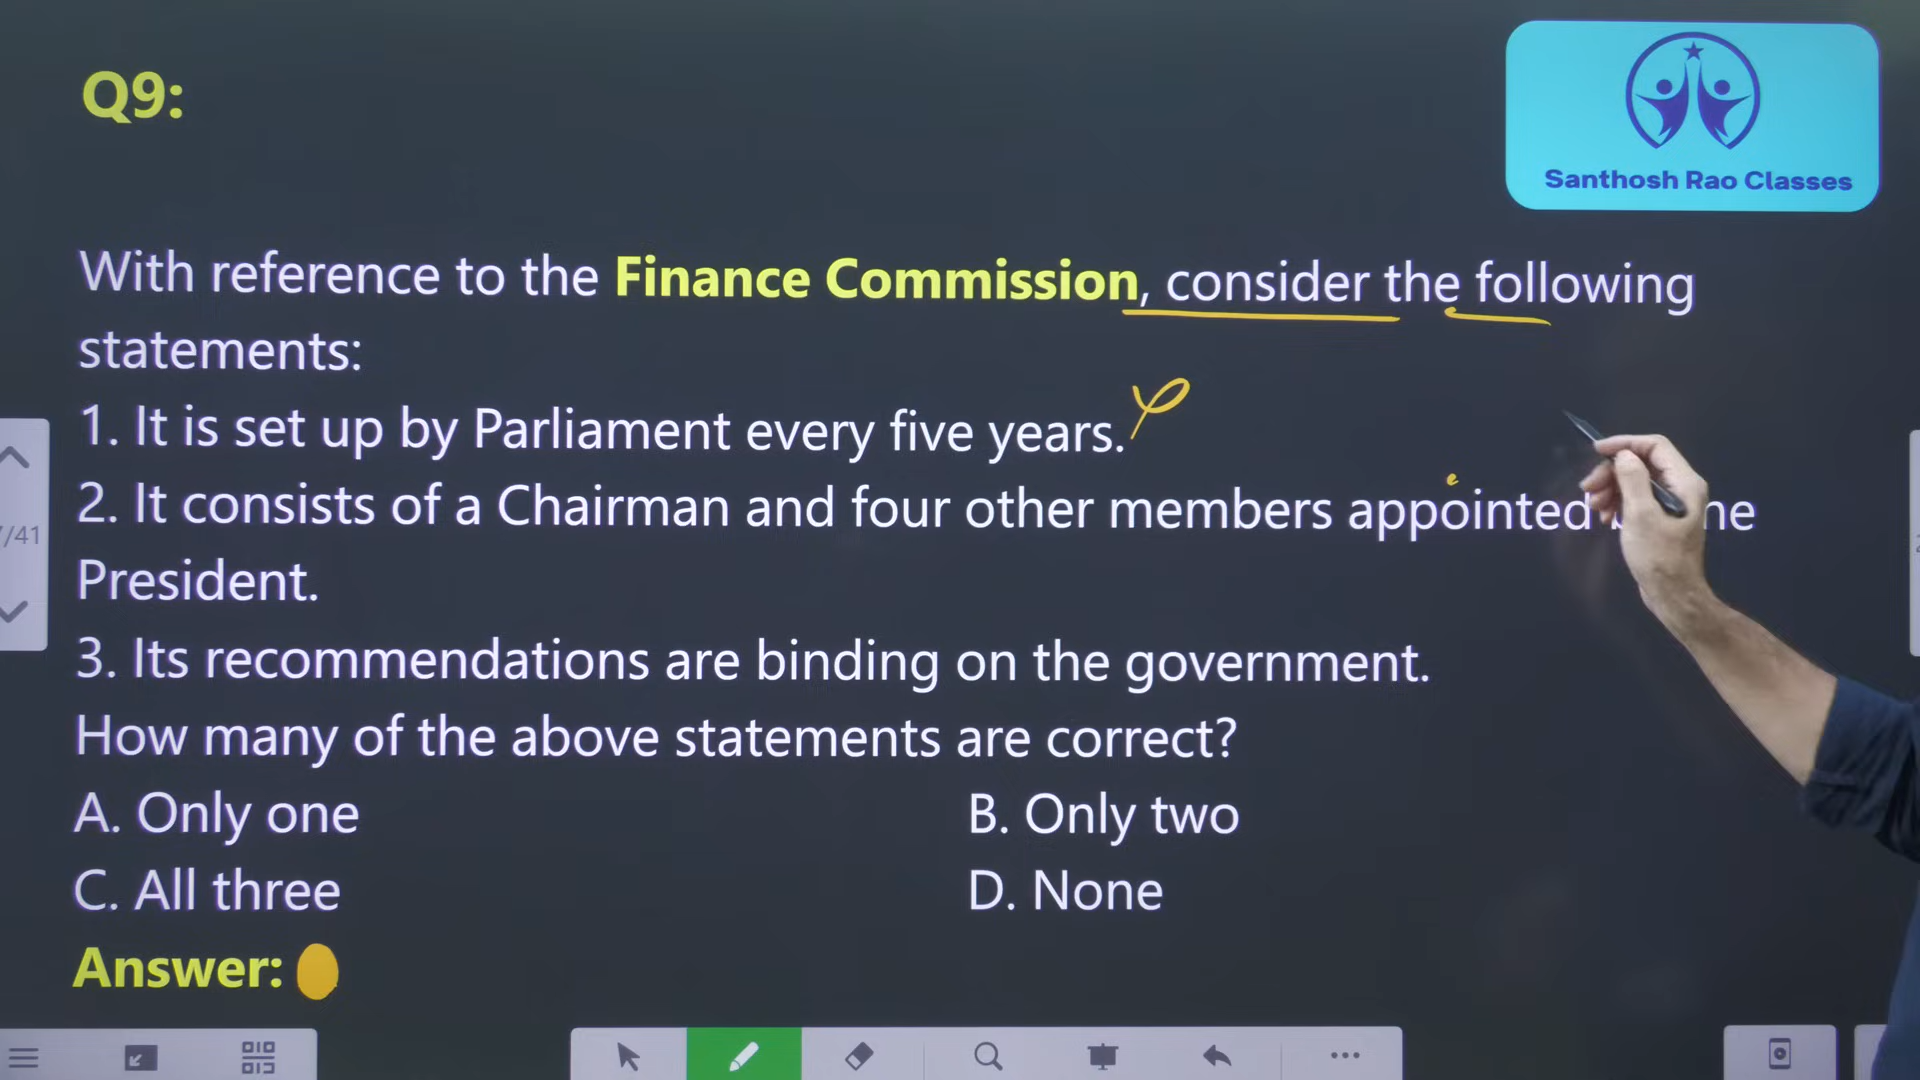 Q9:
Santhosh Rao Classes
With reference to the Finance Commission, consider the following
statements:
1. It is set up by Parliament every five years.
2. It consists of a Chairman and four other members appointed
President.
3. Its recommendations are binding on the government.
How many of the above statements are correct?
A. Only one
B. Only two
C. All three
D. None
Answer:
/41